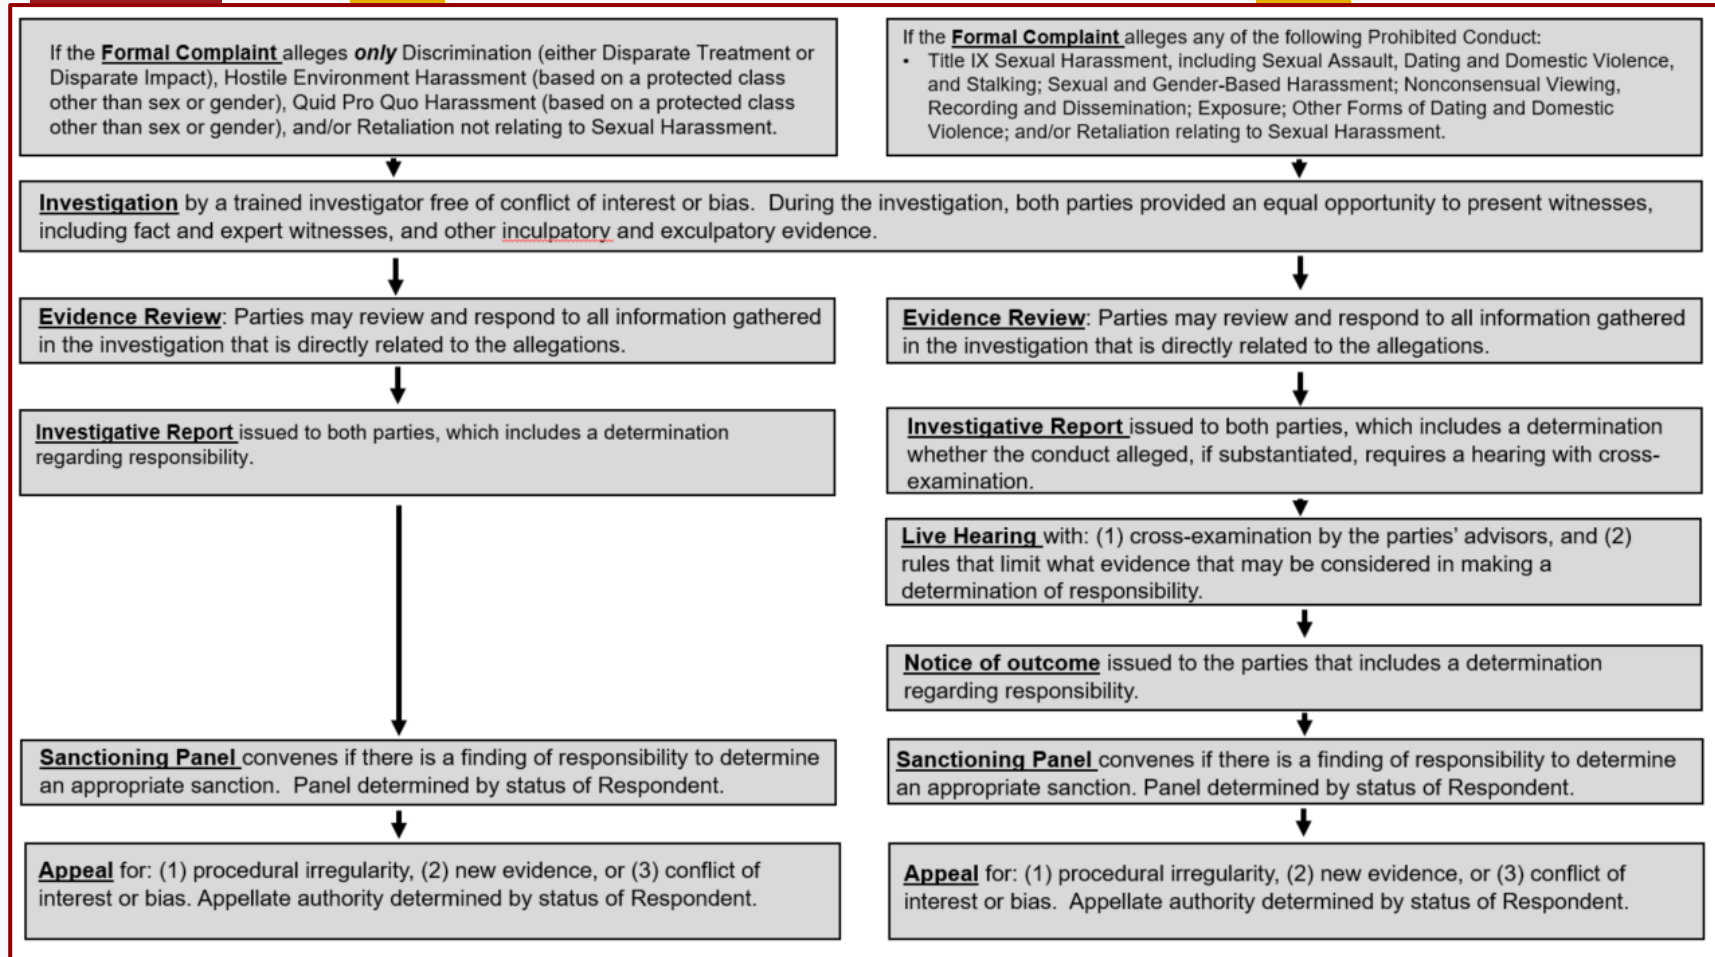 If the Formal Complaint alleges only Discrimination (either Disparate Treatment or
Disparate Impact), Hostile Environment Harassment (based on a protected class
other than sex or gender), Quid Pro Quo Harassment (based on a protected class
other than sex or gender), and/or Retaliation not relating to Sexual Harassment.
If the Formal Complaint alleges any of the following Prohibited Conduct:
• Title IX Sexual Harassment, including Sexual Assault, Dating and Domestic Violence,
and Stalking; Sexual and Gender-Based Harassment; Nonconsensual Viewing,
Recording and Dissemination; Exposure; Other Forms of Dating and Domestic
Violence; and/or Retaliation relating to Sexual Harassment.
Investigation by a trained investigator free of conflict of interest or bias. During the investigation, both parties provided an equal opportunity to present witnesses,
including fact and expert witnesses, and other inculpatory and exculpatory evidence.
Evidence Review: Parties may review and respond to all information gathered
in the investigation that is directly related to the allegations.
Evidence Review: Parties may review and respond to all information gathered
in the investigation that is directly related to the allegations.
Investigative Report issued to both parties, which includes a determination
regarding responsibility.
Investigative Report issued to both parties, which includes a determination
whether the conduct alleged, if substantiated, requires a hearing with cross-
examination.
Live Hearing with: (1) cross-examination by the parties' advisors, and (2)
rules that limit what evidence that may be considered in making a
determination of responsibility.
Notice of outcome issued to the parties that includes a determination
regarding responsibility.
Sanctioning Panel convenes if there is a finding of responsibility to determine
an appropriate sanction. Panel determined by status of Respondent.
Sanctioning Panel convenes if there is a finding of responsibility to determine
an appropriate sanction. Panel determined by status of Respondent.
Appeal for: (1) procedural irregularity, (2) new evidence, or (3) conflict of
interest or bias. Appellate authority determined by status of Respondent.
Appeal for: (1) procedural irregularity, (2) new evidence, or (3) conflict of
interest or bias. Appellate authority determined by status of Respondent.